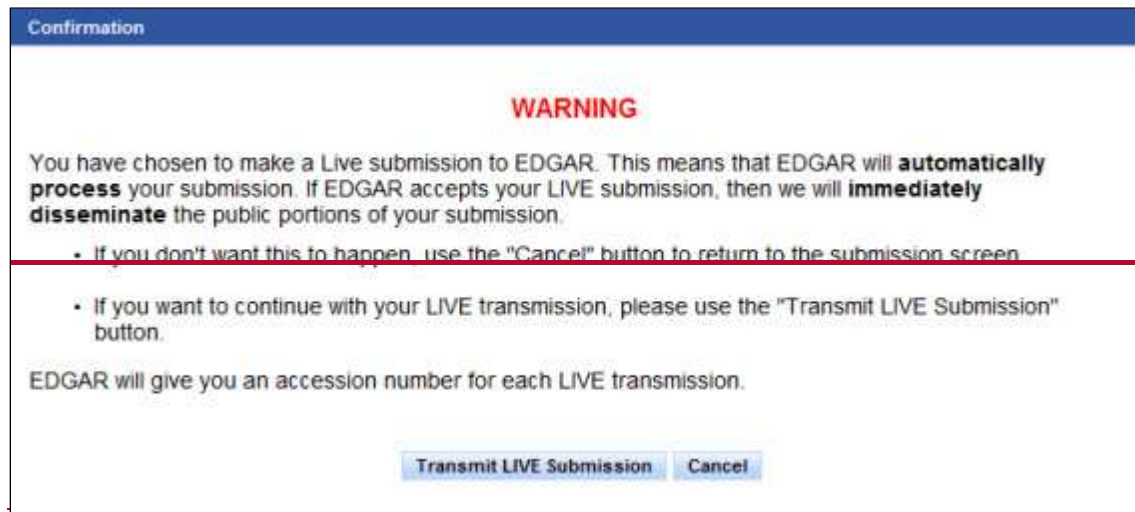 Confirmation
WARNING
You have chosen to make a Live submission to EDGAR. This means that EDGAR will automatically
process your submission. If EDGAR accepts your LIVE submission, then we will immediately
disseminate the public portions of your submission.
• If you don't want this to happen, use the "Cancel" button to return to the submission screen
• If you want to continue with your LIVE transmission, please use the "Transmit LIVE Submission"
button.
EDGAR will give you an accession number for each LIVE transmission.
Transmit LIVE Submission Cancel